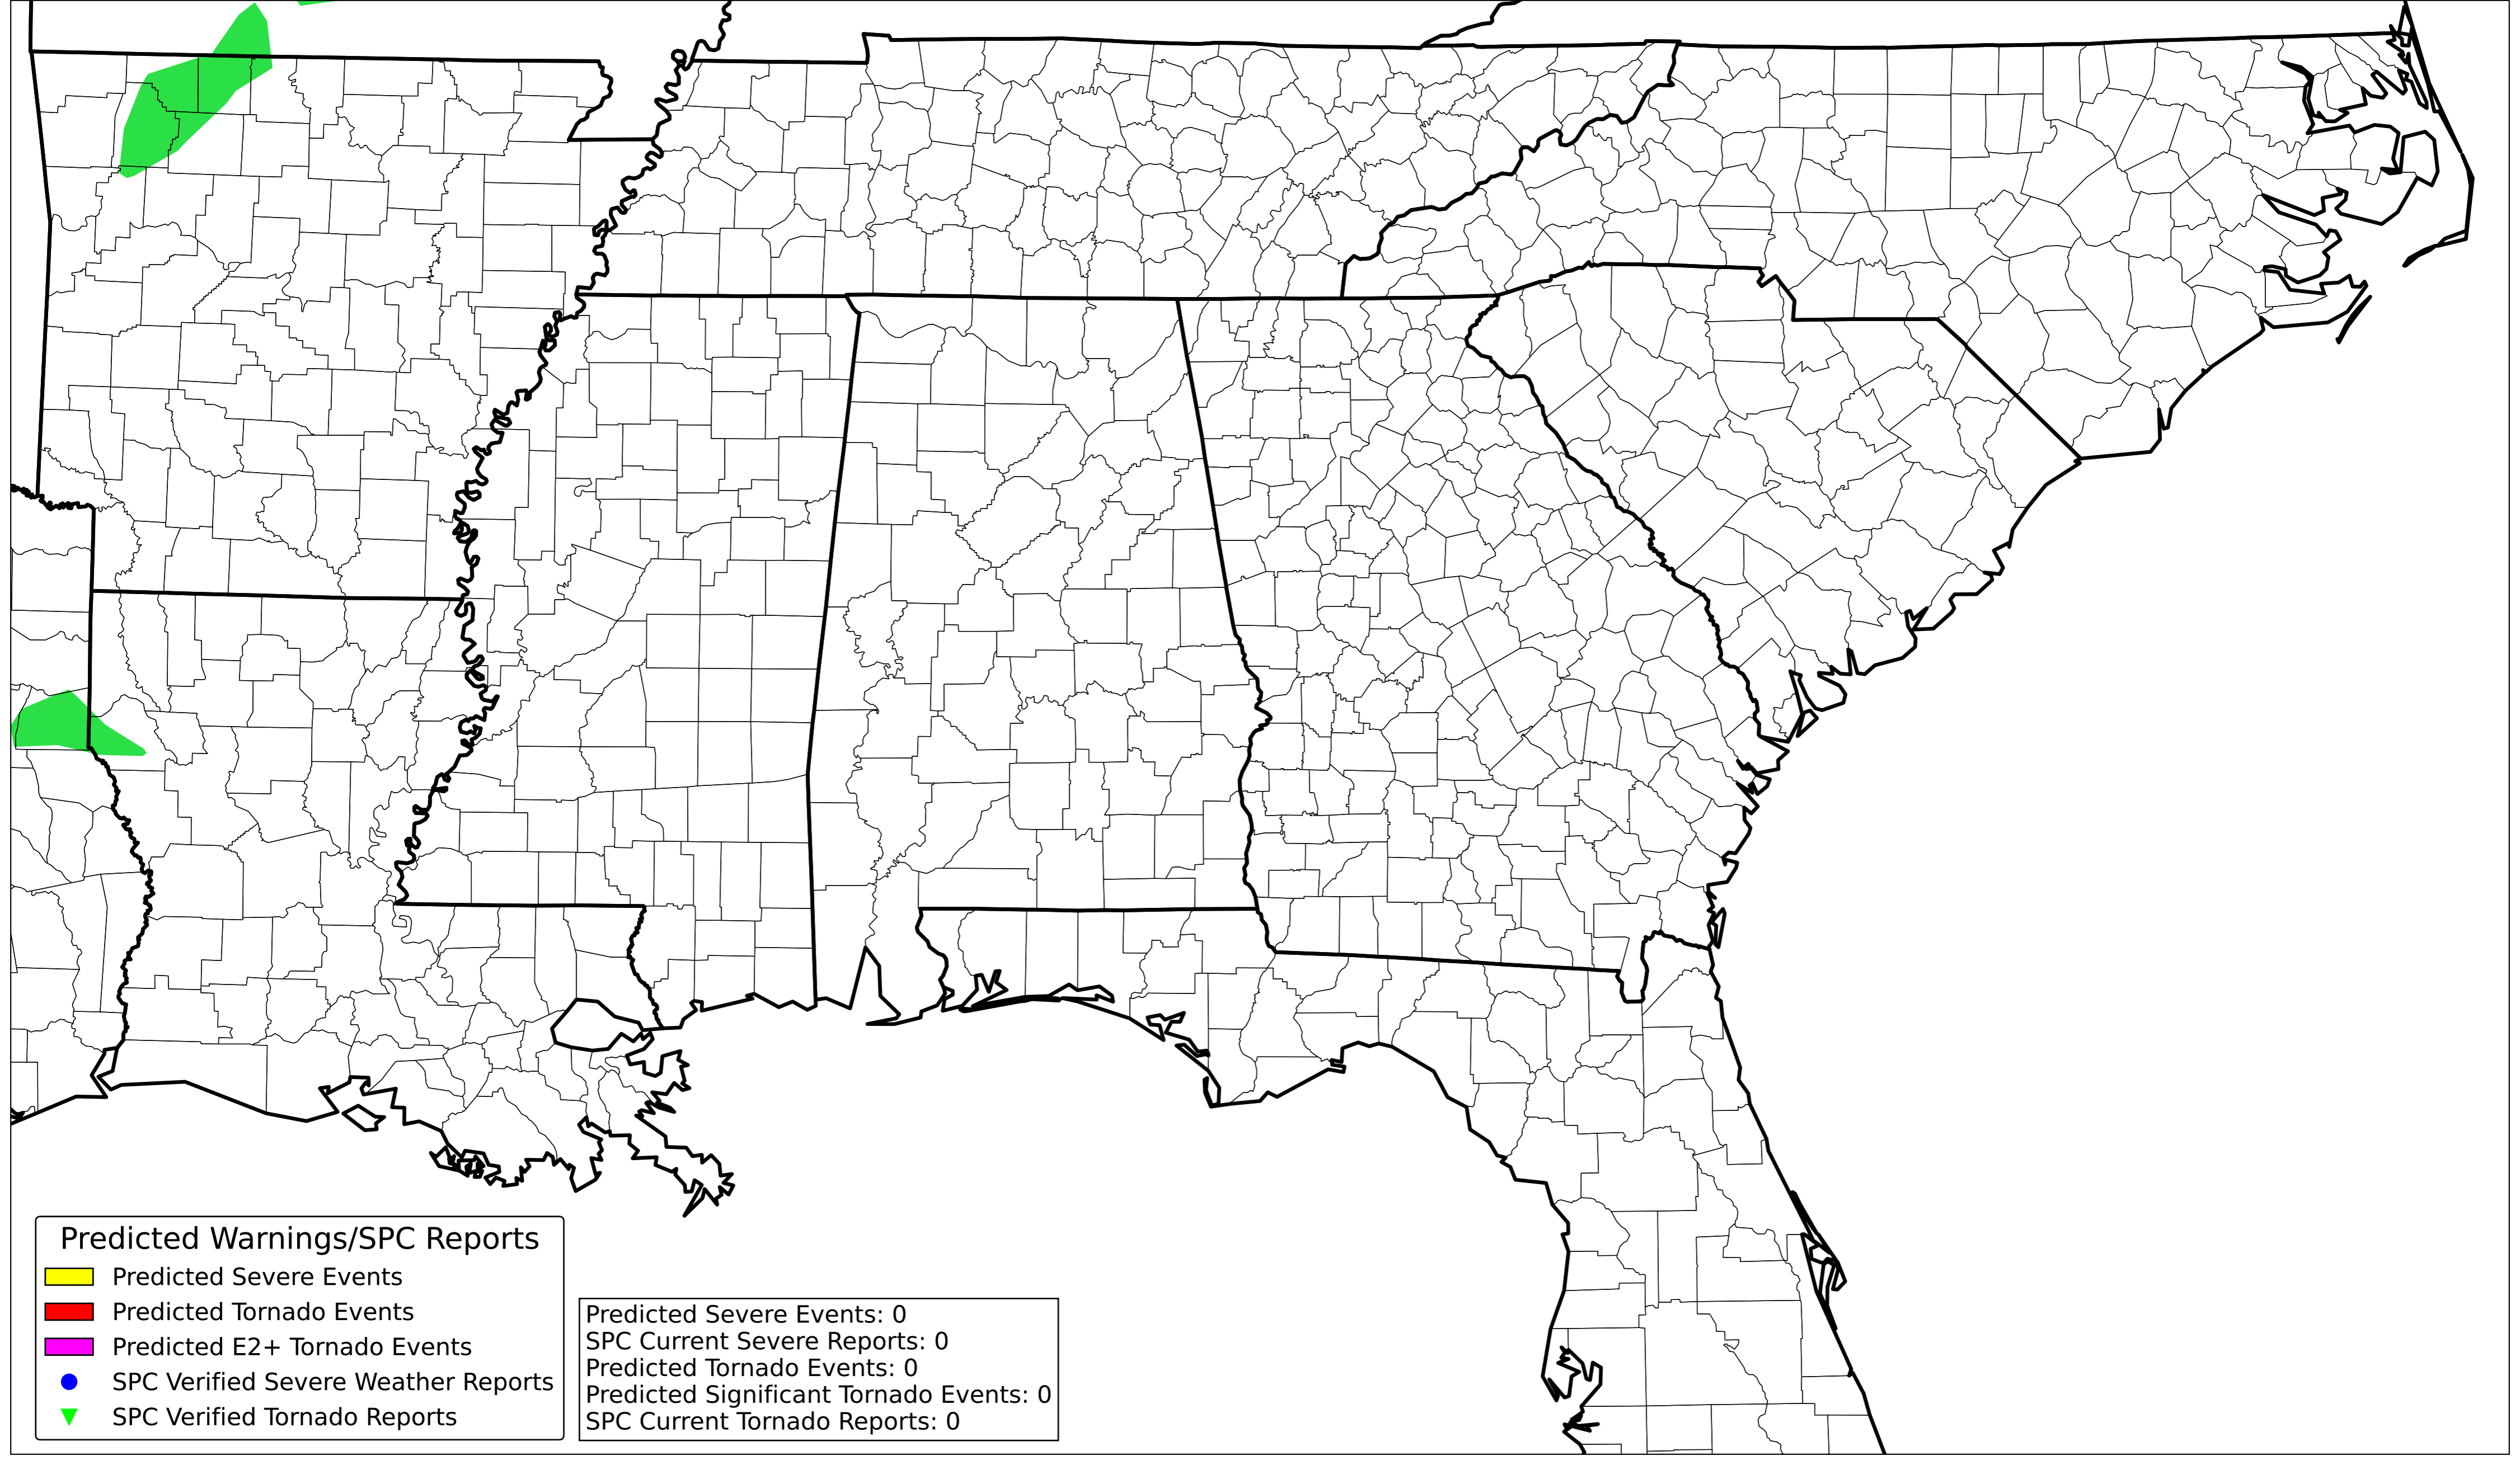 Predicted Warnings/SPC Reports
Predicted Severe Events
Predicted Tornado Events
Predicted E2+ Tornado Events
SPC Verified Severe Weather Reports
SPC Verified Tornado Reports
Predicted Severe Events: 0
SPC Current Severe Reports: 0
Predicted Tornado Events: 0
Predicted Significant Tornado Events: 0
SPC Current Tornado Reports: 0